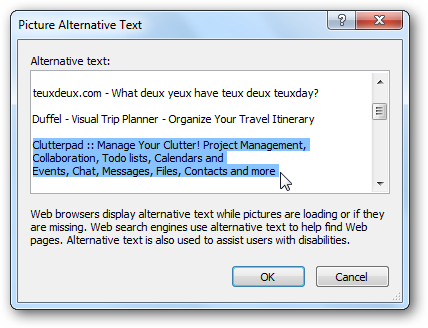 Picture Alternative Text
Alternative text:
teuxdeux.com - What deux yeux have teux deux teuxday?
Duffel - Visual Trip Planner - Organize Your Travel Itinerary
Clutterpad :: Manage Your Clutter! Project Management,
Collaboration, Todo lists, Calendars and
Events, Chat, Messages, Files, Contacts and more
Web browsers display alternative text while pictures are loading or if they
are missing. Web search engines use alternative text to help find Web
pages. Alternative text is also used to assist users with disabilities.
OK
Cancel